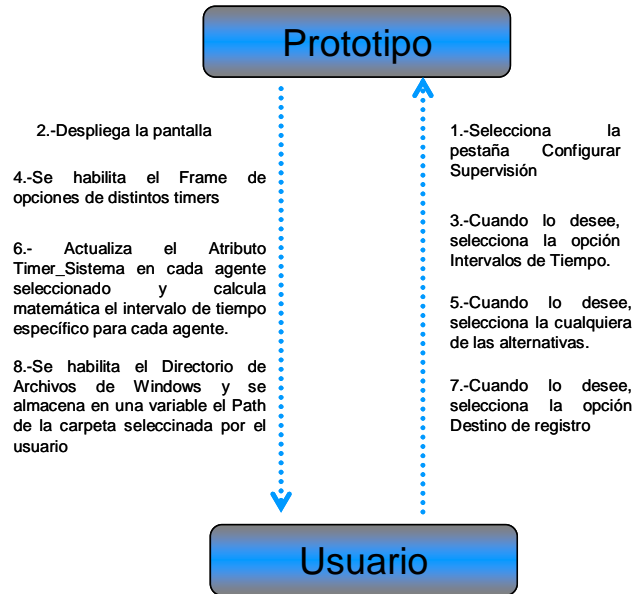 Prototipo
2.-Despliega la pantalla
4.-Se habilita el Frame de
opciones de distintos timers
6.- Actualiza el Atributo
Timer_Sistema en cada agente
seleccionado y calcula
matemática el intervalo de tiempo
específico para cada agente.
8.-Se habilita el Directorio de
Archivos de Windows y se
almacena en una variable el Path
de la carpeta seleccinada por el
usuario
1.-Selecciona la
pestaña Configurar
Supervisión
3.-Cuando lo desee,
selecciona la opción
Intervalos de Tiempo.
5.-Cuando lo desee,
selecciona la cualquiera
de las alternativas.
7.-Cuando lo desee,
selecciona la opción
Destino de registro
Usuario